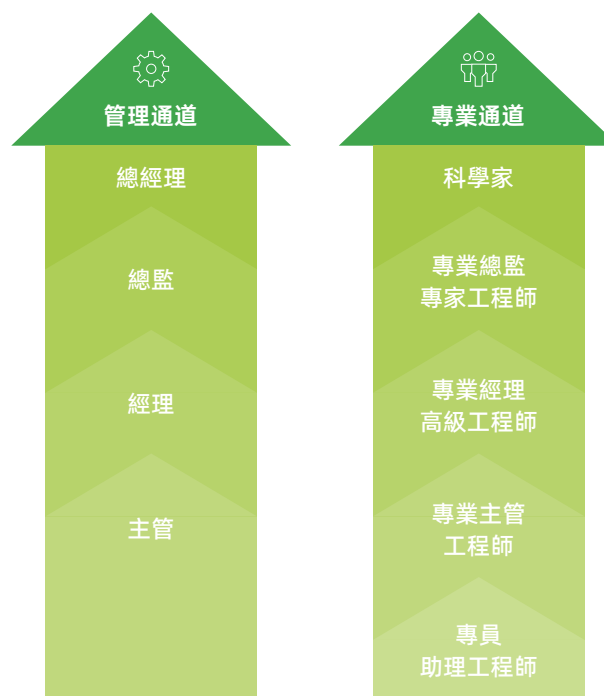 管理通道
總經理
總監
經理
主管
專業通道
科學家
專業總監
專家工程師
專業經理
高級工程師
專業主管
工程師
專員
助理工程師